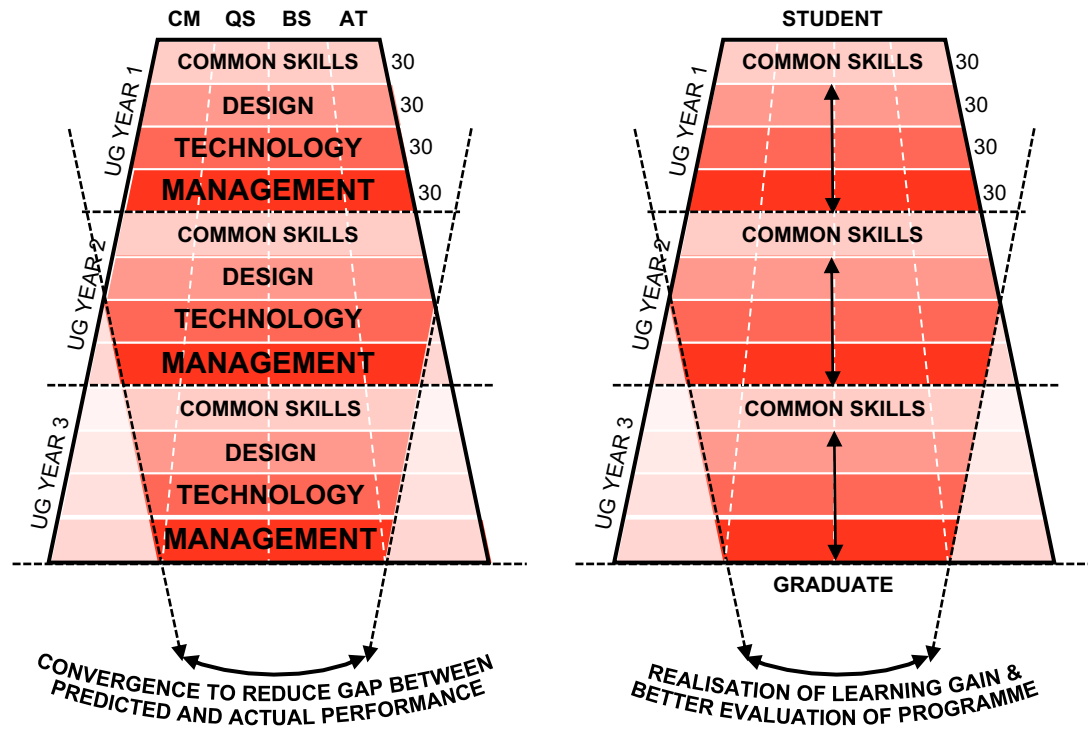 CM QS BS AT
UG YEAR 1
COMMON SKILLS 30
DESIGN 30
TECHNOLOGY 30
MANAGEMENT 30
UG YEAR 2
COMMON SKILLS
DESIGN
TECHNOLOGY
MANAGEMENT
UG YEAR 3
COMMON SKILLS
DESIGN
TECHNOLOGY
MANAGEMENT
CONVERGENCE TO REDUCE GAP BETWEEN
PREDICTED AND ACTUAL PERFORMANCE
STUDENT
UG YEAR 1
COMMON SKILLS 30
30
30
30
UG YEAR 2
COMMON SKILLS
UG YEAR 3
COMMON SKILLS
GRADUATE
REALISATION OF LEARNING GAIN &
BETTER EVALUATION OF PROGRAMME